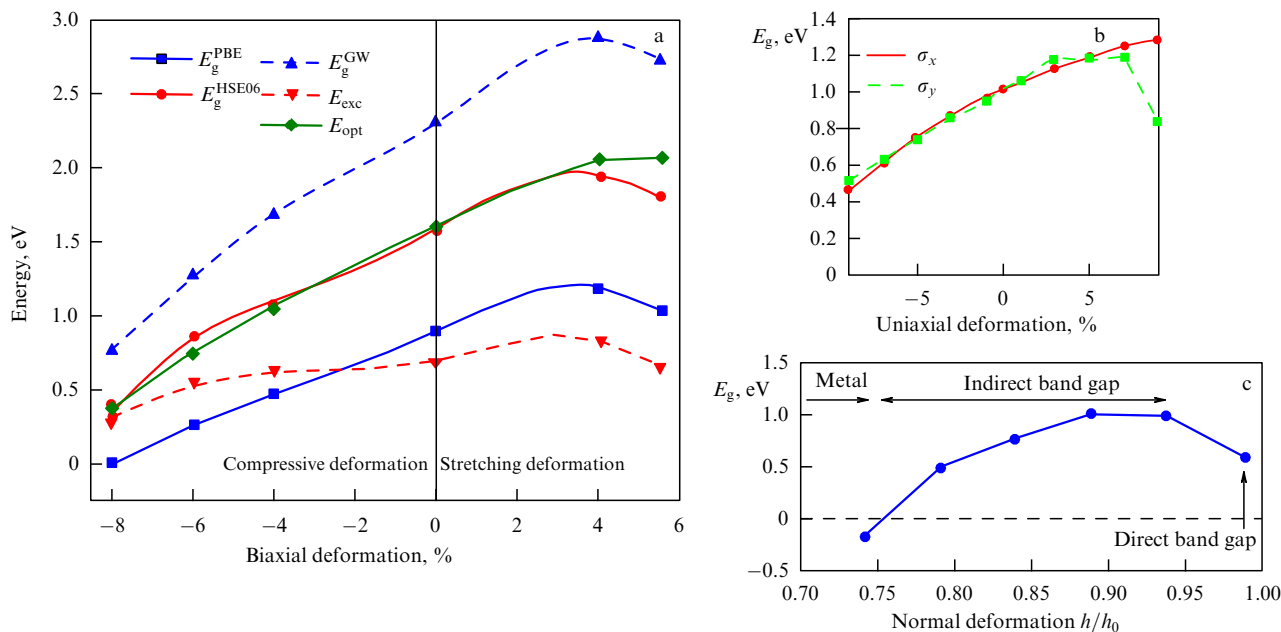 a
E_g^PBE
E_g^HSE06
E_g^GW
E_exc
E_opt
3.0
2.5
2.0
1.5
1.0
0.5
0
Energy, eV
Compressive deformation
Stretching deformation
−8 −6 −4 −2 0 2 4 6
Biaxial deformation, %
b
E_g, eV
1.4
1.2
1.0
0.8
0.6
0.4
1.2
0
σ_x
σ_y
−5 0 5
Uniaxial deformation, %
c
E_g, eV
Metal
Indirect band gap
1.0
0.5
0
−0.5
Direct band gap
0.70 0.75 0.80 0.85 0.90 0.95 1.00
Normal deformation h/h_0